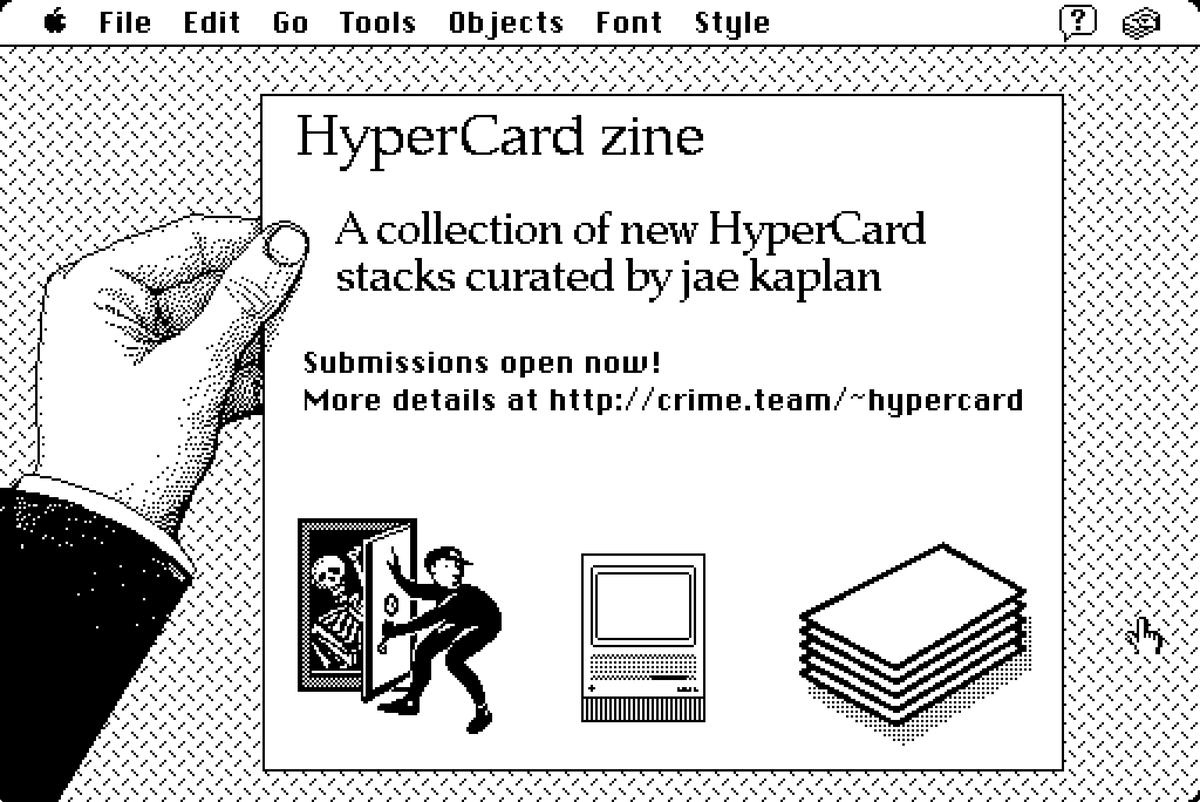 File Edit Go Tools Objects Font Style
?
HyperCard zine
A collection of new HyperCard
stacks curated by jae kaplan
Submissions open now!
More details at http://crime.team/~hypercard